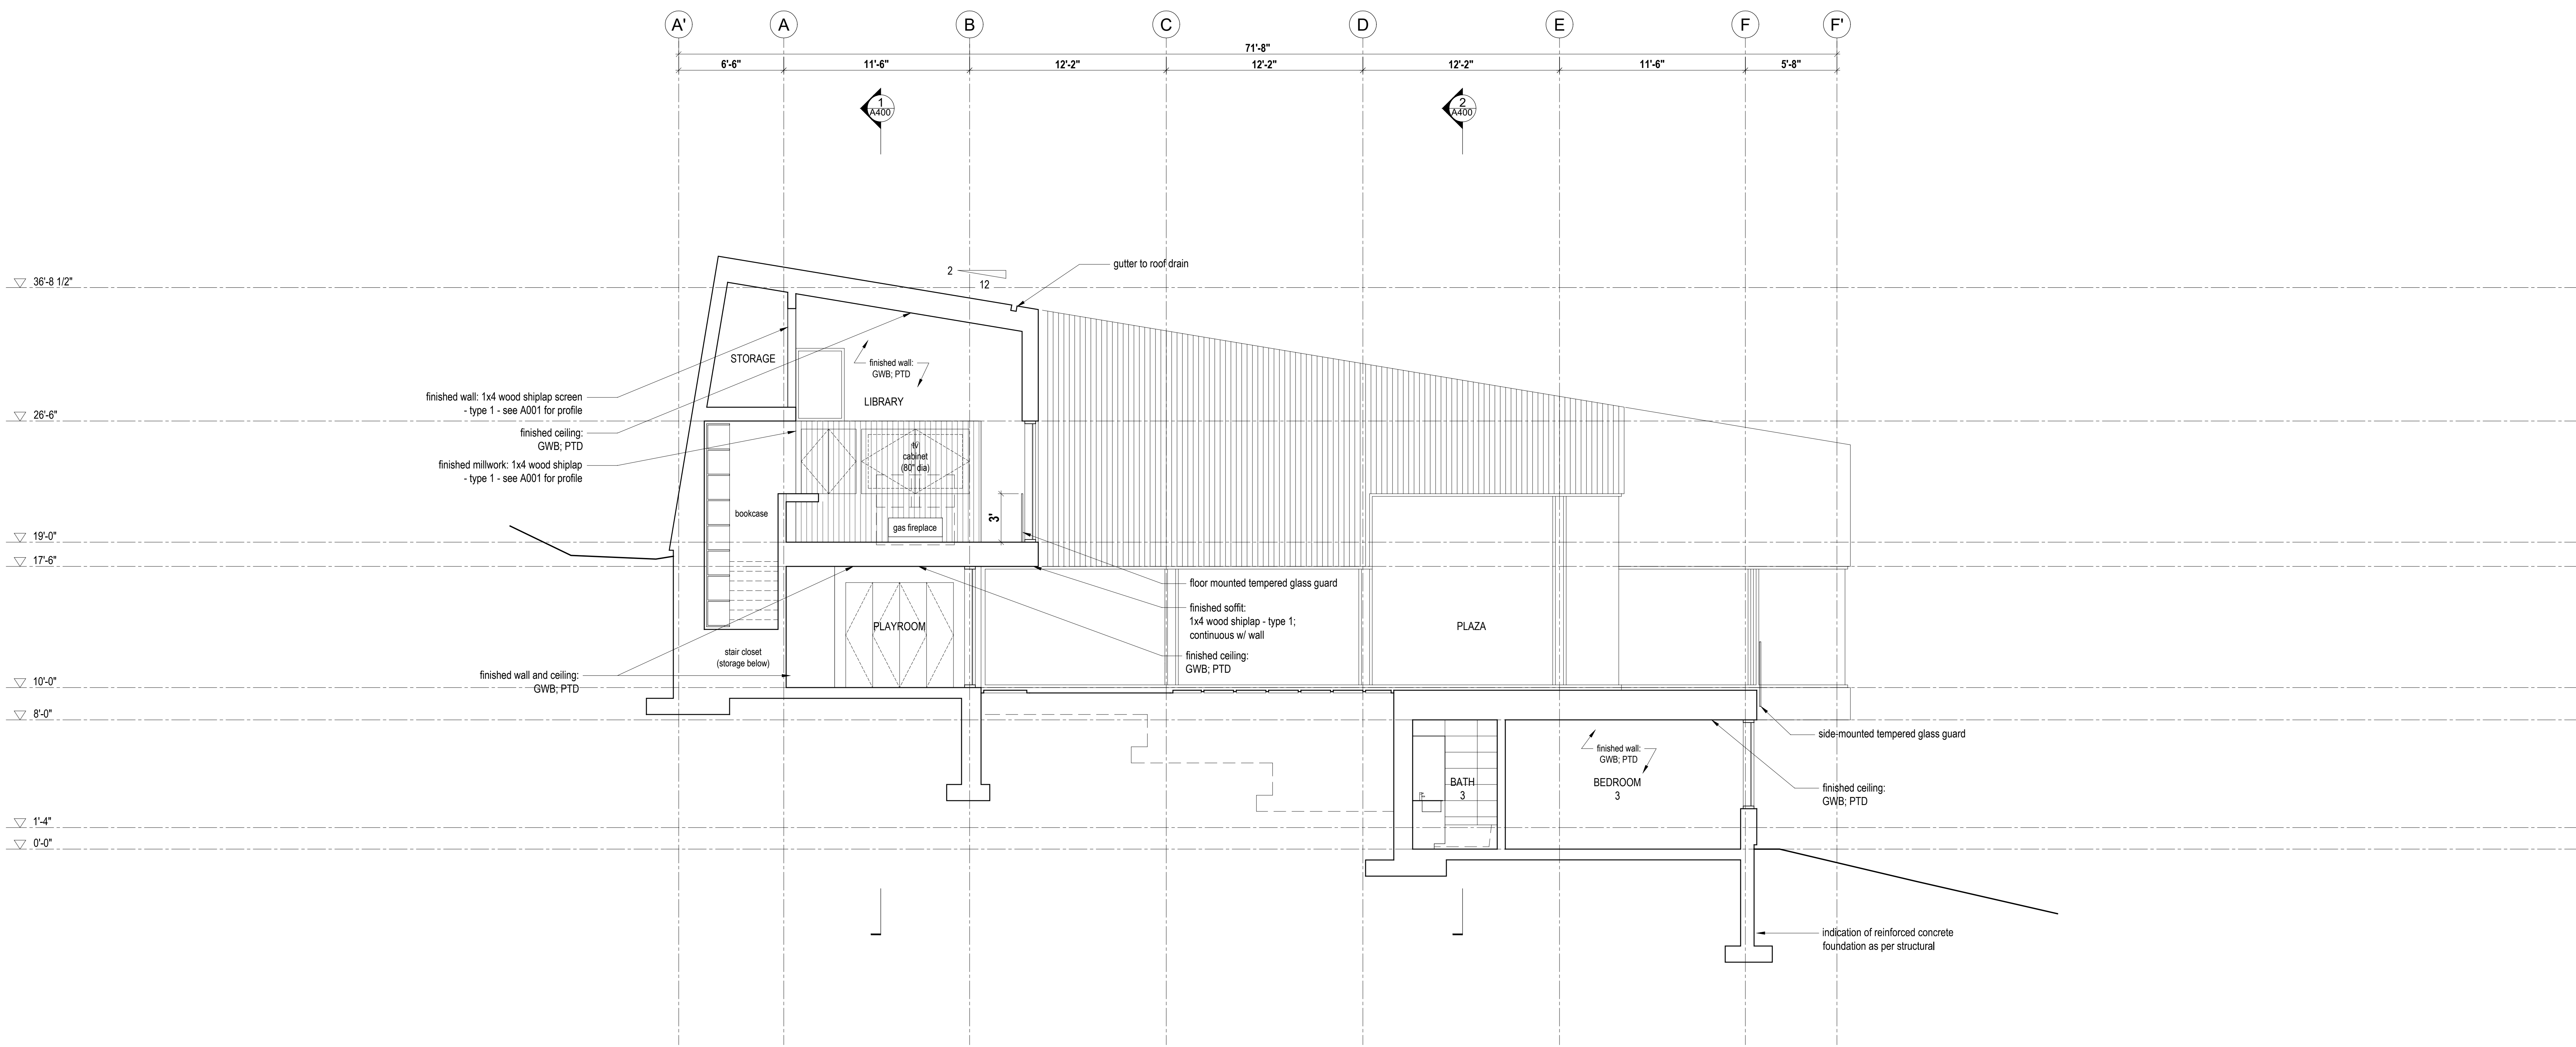 A' A B C D E F F'
71'-8"
6'-6" 11'-6" 12'-2" 12'-2" 12'-2" 11'-6" 5'-8"
1
A400
2
A400
36'-8 1/2"
2
12
gutter to roof drain
STORAGE
finished wall:
GWB; PTD
LIBRARY
finished wall: 1x4 wood shiplap screen
- type 1 - see A001 for profile
26'-6"
finished ceiling:
GWB; PTD
finished millwork: 1x4 wood shiplap
- type 1 - see A001 for profile
tv
cabinet
(80" dia)
bookcase
3'
gas fireplace
19'-0"
17'-6"
floor mounted tempered glass guard
finished soffit:
1x4 wood shiplap - type 1;
continuous w/ wall
PLAYROOM
PLAZA
stair closet
(storage below)
finished ceiling:
GWB; PTD
finished wall and ceiling:
GWB; PTD
10'-0"
8'-0"
side-mounted tempered glass guard
finished wall:
GWB; PTD
BATH
3
BEDROOM
3
finished ceiling:
GWB; PTD
1'-4"
0'-0"
indication of reinforced concrete
foundation as per structural